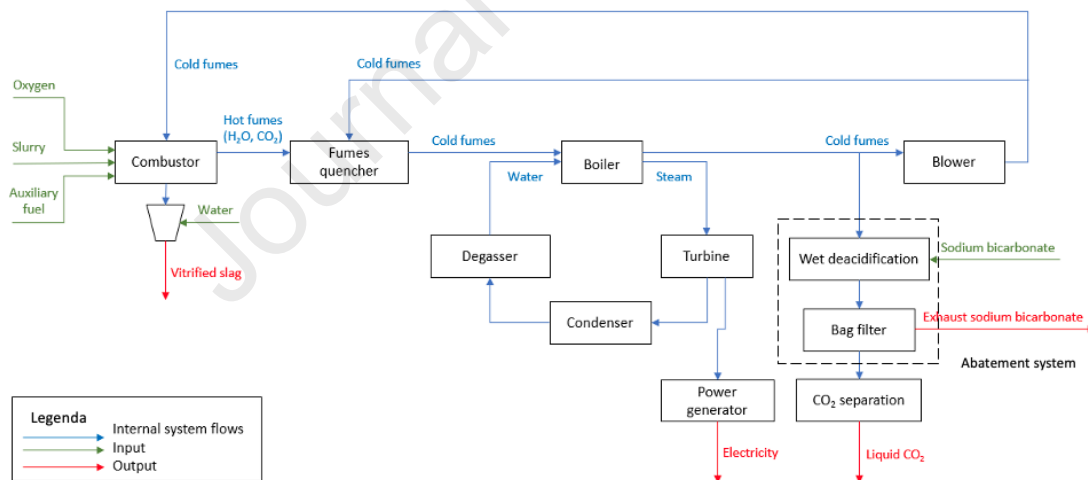 Cold fumes
Cold fumes
Oxygen
Hot fumes
(H₂O, CO₂)
Cold fumes
Cold fumes
Slurry
Combustor
Fumes
quencher
Boiler
Blower
Water
Steam
Auxiliary
fuel
Water
Degasser
Turbine
Wet deacidification
Sodium bicarbonate
Vitrified slag
Condenser
Bag filter
Exhaust sodium bicarbonate
Abatement system
Power
generator
CO₂ separation
Legenda
Internal system flows
Input
Output
Electricity
Liquid CO₂
Journal